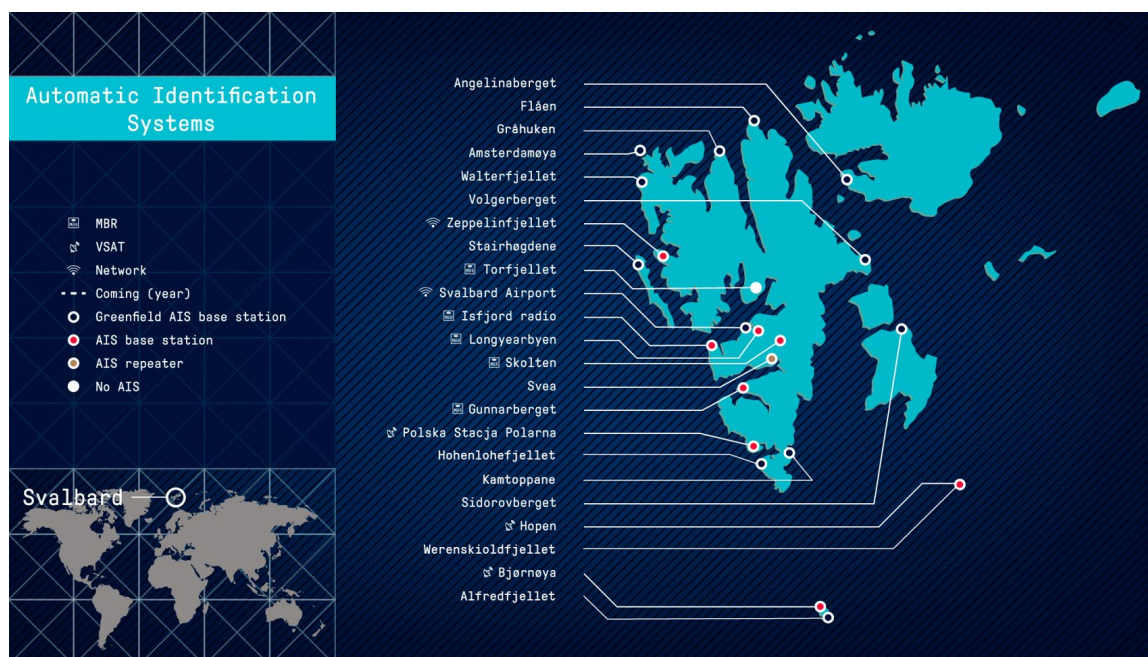 Automatic Identification
Systems
MBR
VSAT
Network
Coming (year)
Greenfield AIS base station
AIS base station
AIS repeater
No AIS
Svalbard
Angelinaberget
Flåen
Gråhuken
Amsterdamøya
Walterfjellet
Volgerberget
Zeppelinfjellet
Stairhøgdene
Torfjellet
Svalbard Airport
Isfjord radio
Longyearbyen
Skolten
Svea
Gunnarberget
Polska Stacja Polarna
Hohenlohefjellet
Kamtoppane
Sidorovberget
Hopen
Werenskioldfjellet
Bjørnøya
Alfredfjellet